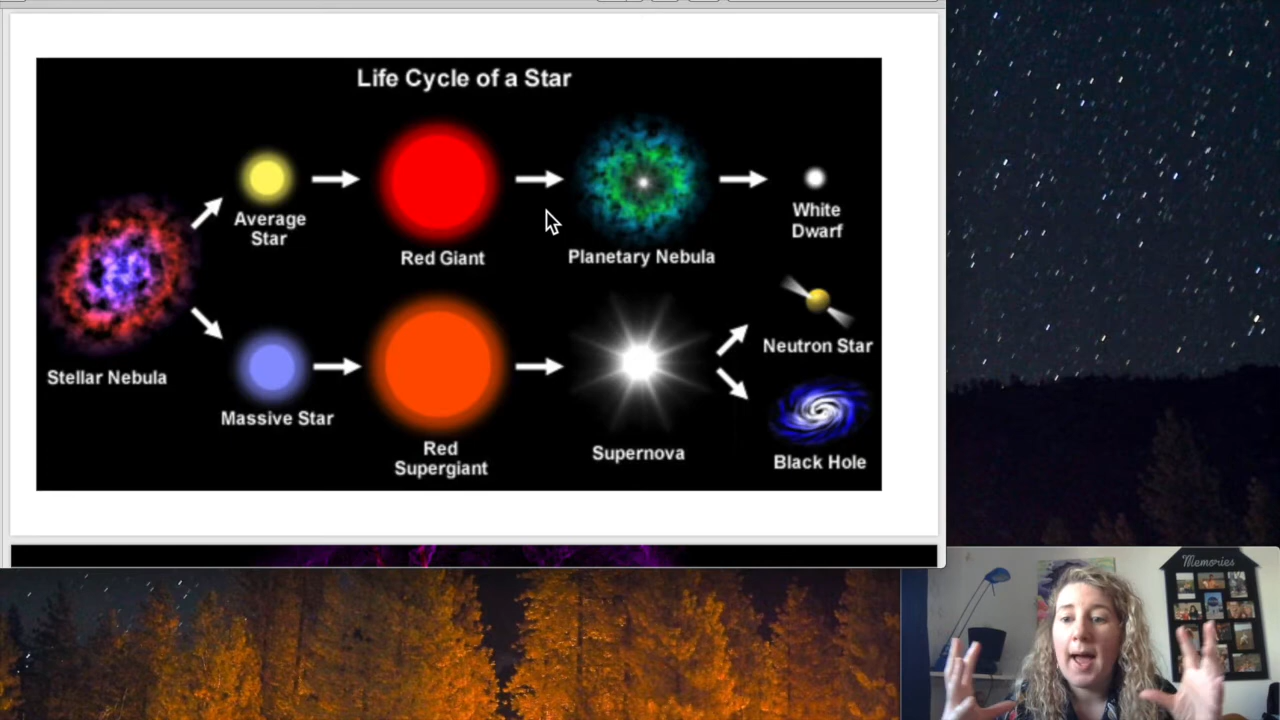 Life Cycle of a Star
Average
Star
Red Giant
Planetary Nebula
White
Dwarf
Stellar Nebula
Massive Star
Red
Supergiant
Supernova
Neutron Star
Black Hole
Memories